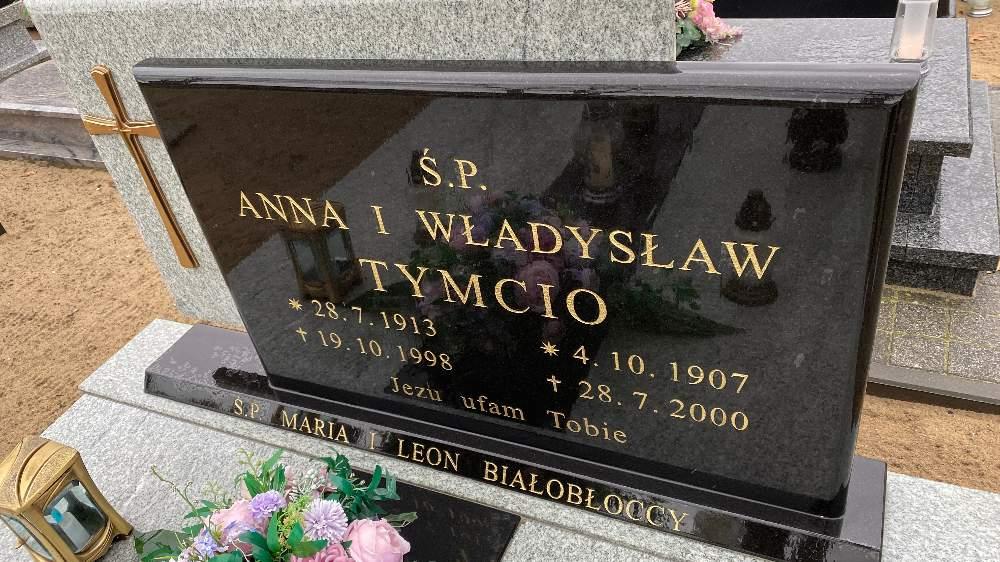 Ś.P.
ANNA I WŁADYSŁAW
TYMCIO
* 28.7.1913 * 4.10.1907
† 19.10.1998 † 28.7.2000
Jezu ufam Tobie
Ś.P. MARIA I LEON BIAŁOBŁOCCY